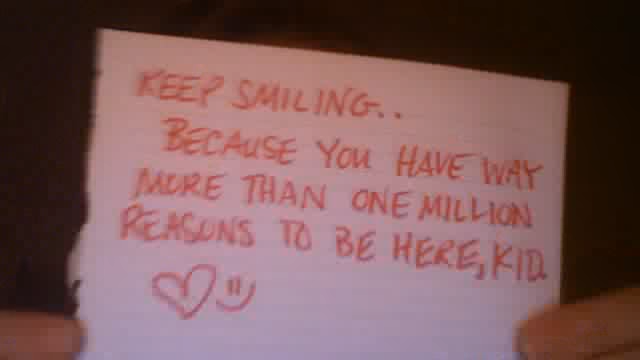 KEEP SMILING..
BECAUSE YOU HAVE WAY
MORE THAN ONE MILLION
REASONS TO BE HERE, KID.